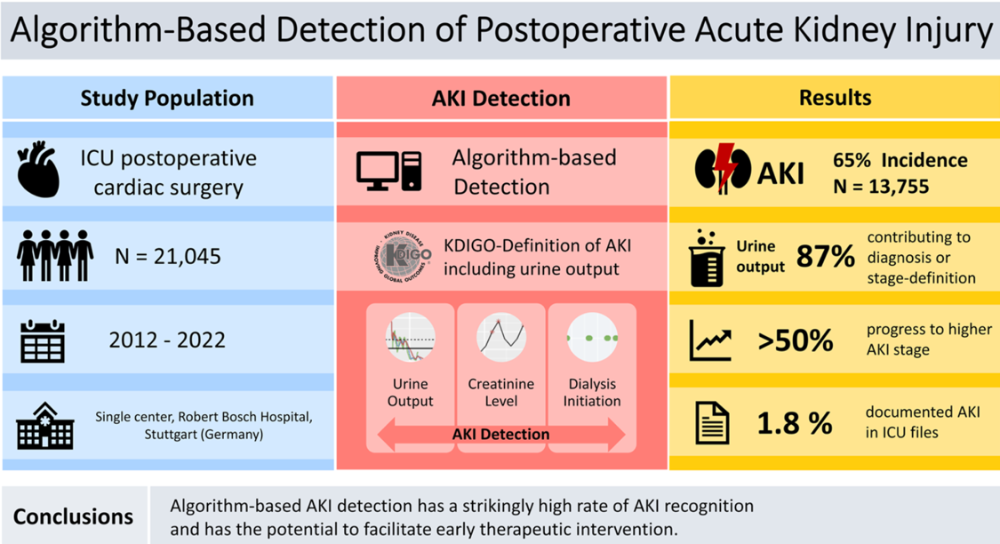 Algorithm-Based Detection of Postoperative Acute Kidney Injury
Study Population
ICU postoperative
cardiac surgery
N = 21,045
2012 - 2022
Single center, Robert Bosch Hospital,
Stuttgart (Germany)
AKI Detection
Algorithm-based
Detection
KIDNEY DISEASE
KDIGO
IMPROVING GLOBAL OUTCOMES
KDIGO-Definition of AKI
including urine output
Urine
Output
Creatinine
Level
Dialysis
Initiation
AKI Detection
Results
AKI
65% Incidence
N = 13,755
Urine
output
87%
contributing to
diagnosis or
stage-definition
>50%
progress to higher
AKI stage
1.8 %
documented AKI
in ICU files
Conclusions
Algorithm-based AKI detection has a strikingly high rate of AKI recognition
and has the potential to facilitate early therapeutic intervention.